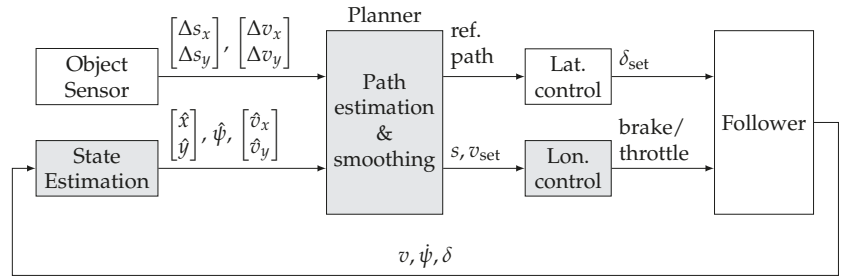 Planner
[Δs_x Δs_y], [Δv_x Δv_y]
Object
Sensor
ref.
path
Lat.
control
δ_set
Path
estimation
&
smoothing
[x̂ ŷ], ψ̂, [v̂_x v̂_y]
State
Estimation
s, v_set
Lon.
control
brake/
throttle
Follower
v, ψ̇, δ